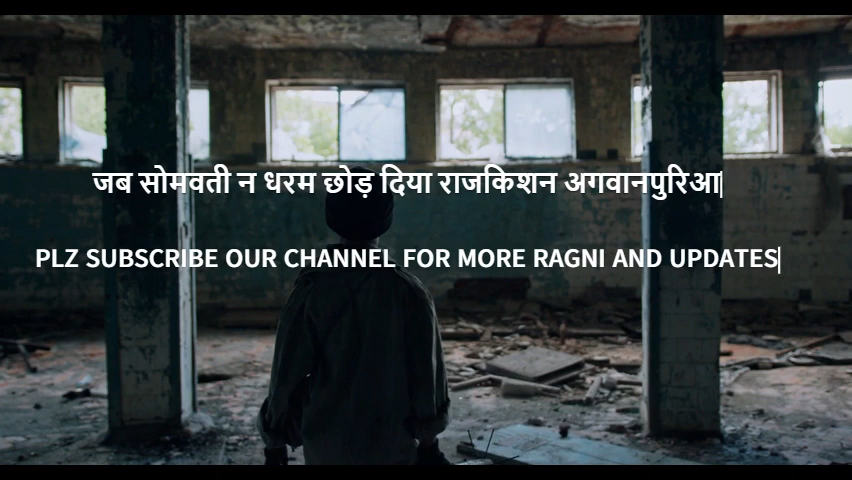 जब सोमवती न धरम छोड़ दिया राजकिशन अगवानपुरिआ
PLZ SUBSCRIBE OUR CHANNEL FOR MORE RAGNI AND UPDATES